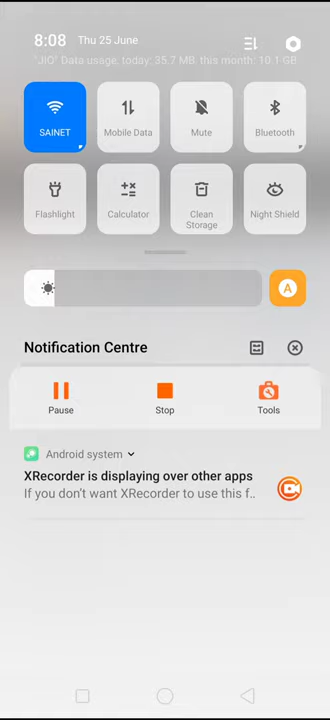 8:08 Thu 25 June
"JIO" Data usage, today: 35.7 MB, this month: 10.1 GB
SAINET
Mobile Data
Mute
Bluetooth
Flashlight
Calculator
Clean
Storage
Night Shield
A
Notification Centre
Pause
Stop
Tools
Android system
XRecorder is displaying over other apps
If you don't want XRecorder to use this f..